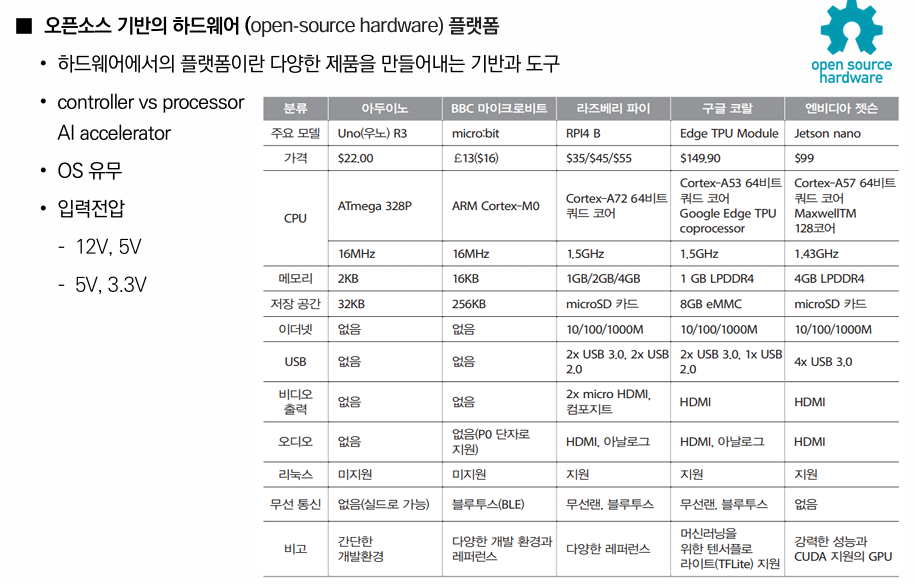 ■ 오픈소스 기반의 하드웨어 (open-source hardware) 플랫폼
open source
hardware
• 하드웨어에서의 플랫폼이란 다양한 제품을 만들어내는 기반과 도구
• controller vs processor
AI accelerator
• OS 유무
• 입력전압
- 12V, 5V
- 5V, 3.3V
분류 아두이노 BBC 마이크로비트 라즈베리 파이 구글 코랄 엔비디아 젯슨
주요 모델 Uno(우노) R3 micro:bit RPI4 B Edge TPU Module Jetson nano
가격 $22,00 £13($16) $35/$45/$55 $149.90 $99
CPU
ATmega 328P
ARM Cortex-M0
Cortex-A72 64비트
쿼드 코어
Cortex-A53 64비트
쿼드 코어
Google Edge TPU
coprocessor
Cortex-A57 64비트
쿼드 코어
MaxwellTM
128코어
16MHz 16MHz 1.5GHz 1.5GHz 1.43GHz
메모리 2KB 16KB 1GB/2GB/4GB 1 GB LPDDR4 4GB LPDDR4
저장 공간 32KB 256KB microSD 카드 8GB eMMC microSD 카드
이더넷 없음 없음 10/100/1000M 10/100/1000M 10/100/1000M
USB 없음 없음
2x USB 3.0, 2x USB
2.0
2x USB 3.0, 1x USB
2.0
4x USB 3.0
비디오
출력
없음 없음
2x micro HDMI,
컴포지트
HDMI HDMI
오디오 없음
없음(P0 단자로
지원)
HDMI, 아날로그 HDMI, 아날로그 HDMI
리눅스 미지원 미지원 지원 지원 지원
무선 통신 없음(실드로 가능) 블루투스(BLE) 무선랜, 블루투스 무선랜, 블루투스 없음
비고
간단한
개발환경
다양한 개발 환경과
레퍼런스
다양한 레퍼런스
머신러닝을
위한 텐서플로
라이트(TFLite) 지원
강력한 성능과
CUDA 지원의 GPU